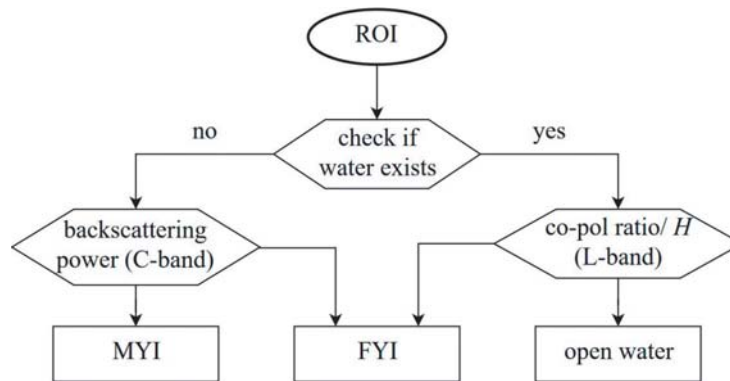 ROI
no
check if
water exists
yes
backscattering
power (C-band)
co-pol ratio/ H
(L-band)
MYI
FYI
open water